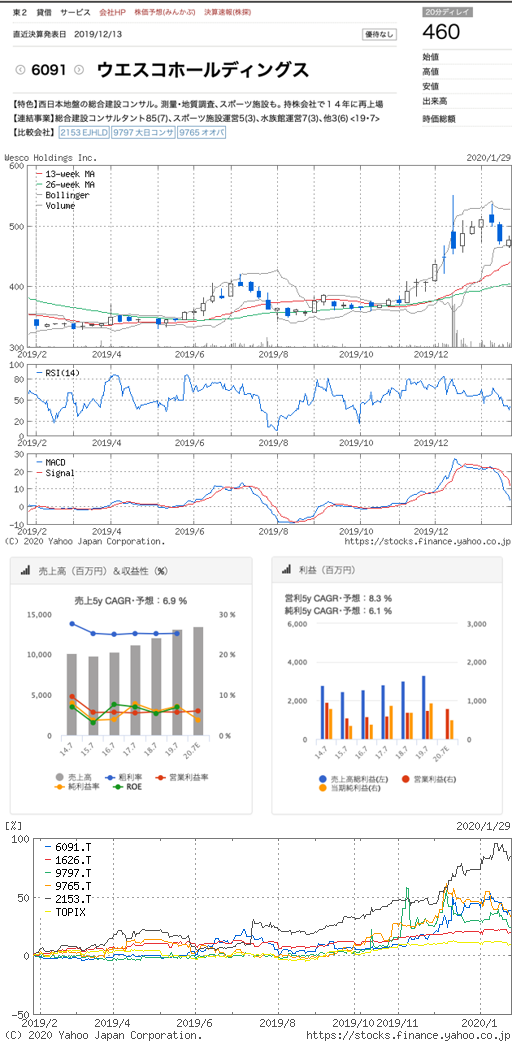 東２ 貸借 サービス 会社HP 株価予想(みんかぶ) 決算速報(株探)
20分ディレイ
460
直近決算発表日 2019/12/13
優待なし
6091 ウエスコホールディングス
始値
高値
安値
出来高
時価総額
【特色】西日本地盤の総合建設コンサル。測量・地質調査、スポーツ施設も。持株会社で１４年に再上場
【連結事業】総合建設コンサルタント85(7)、スポーツ施設運営5(3)、水族館運営7(3)、他3(6) <19・7>
【比較会社】 2153 EJHLD 9797 大日コンサ 9765 オオバ
Wesco Holdings Inc. 2020/1/29
600
13-week MA
26-week MA
Bollinger
Volume
500
400
300
2019/2 2019/4 2019/6 2019/8 2019/10 2019/12
100
RSI(14)
80
50
20
0
2019/2 2019/4 2019/6 2019/8 2019/10 2019/12
30
MACD
Signal
20
10
0
-10
2019/2 2019/4 2019/6 2019/8 2019/10 2019/12
(C) 2020 Yahoo Japan Corporation. https://stocks.finance.yahoo.co.jp
売上高（百万円）＆収益性（%）
売上5y CAGR・予想：6.9 %
15,000 30 %
10,000 20 %
5,000 10 %
0 0 %
14.7 15.7 16.7 17.7 18.7 19.7 20.7E
売上高 粗利率 営業利益率
純利益率 ROE
利益（百万円）
営利5y CAGR・予想：8.3 %
純利5y CAGR・予想：6.1 %
6,000 3,000
4,000 2,000
2,000 1,000
0 0
14.7 15.7 16.7 17.7 18.7 19.7 20.7E
売上高総利益(左) 営業利益(右)
当期純利益(右)
[%] 2020/1/29
100
6091.T
1626.T
9797.T
9765.T
2153.T
TOPIX
50
0
-50
2019/2 2019/4 2019/6 2019/8 2019/10 2019/11 2020/1
(C) 2020 Yahoo Japan Corporation. https://stocks.finance.yahoo.co.jp